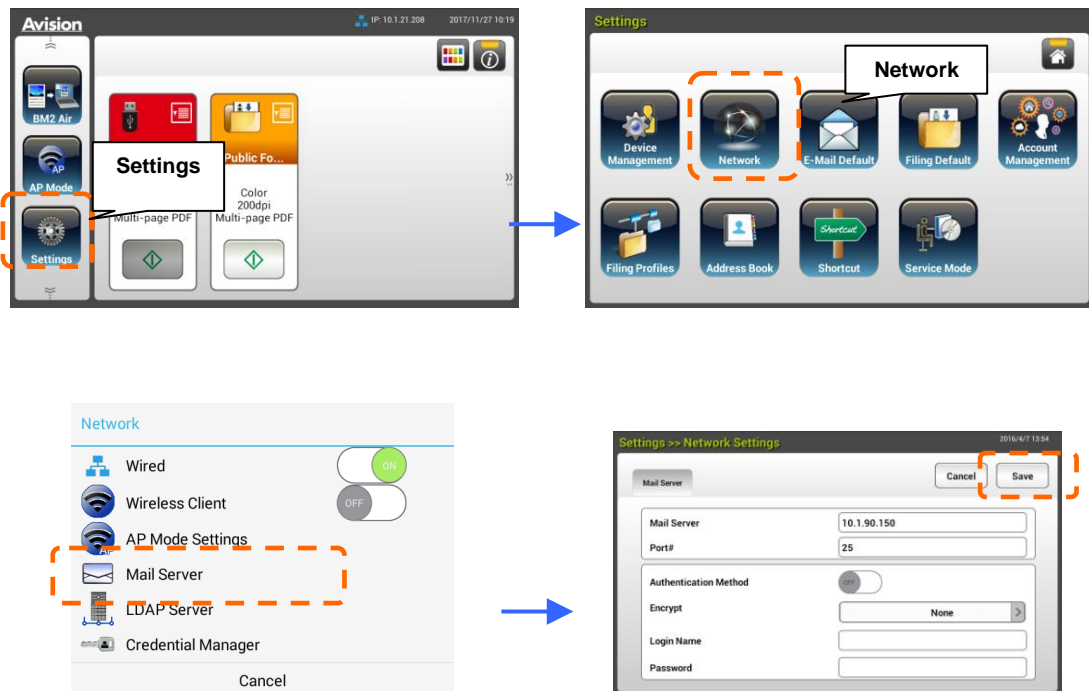 Avision
IP: 10.1.21.208
2017/11/27 10:19
BM2 Air
AP
AP Mode
Settings
Settings
Public Fo...
Color
200dpi
Multi-page PDF
Multi-page PDF
Settings
Network
Device
Management
Network
E-Mail Default
Filing Default
Account
Management
Filing Profiles
Address Book
Shortcut
Shortcut
Service Mode
Network
Wired
ON
Wireless Client
OFF
AP
AP Mode Settings
Mail Server
LDAP Server
Credential Manager
Cancel
Settings >> Network Settings
2016/4/7 13:54
Mail Server
Cancel
Save
Mail Server
10.1.90.150
Port#
25
Authentication Method
OFF
Encrypt
None
Login Name
Password